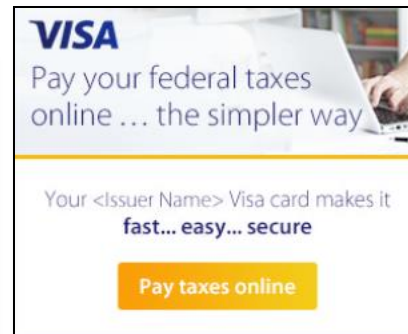 VISA
Pay your federal taxes
online ... the simpler way
Your <Issuer Name> Visa card makes it
fast... easy... secure
Pay taxes online